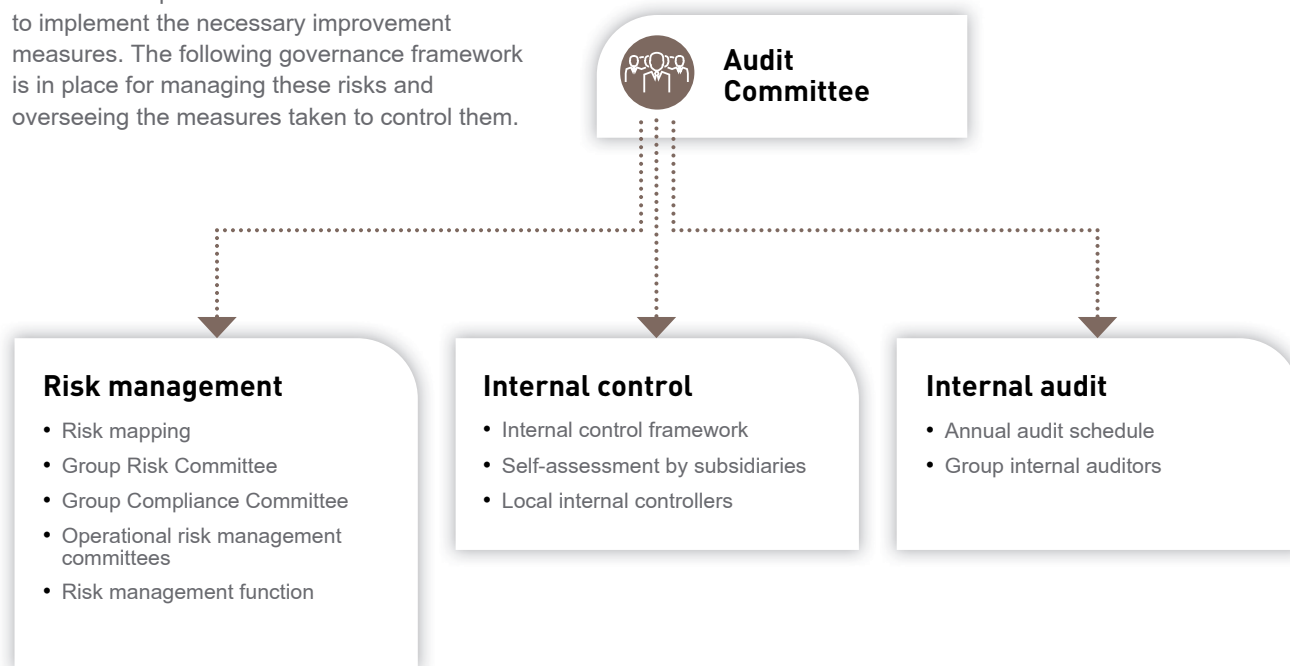 to implement the necessary improvement
measures. The following governance framework
is in place for managing these risks and
overseeing the measures taken to control them.
Audit
Committee
Risk management
• Risk mapping
• Group Risk Committee
• Group Compliance Committee
• Operational risk management
committees
• Risk management function
Internal control
• Internal control framework
• Self-assessment by subsidiaries
• Local internal controllers
Internal audit
• Annual audit schedule
• Group internal auditors